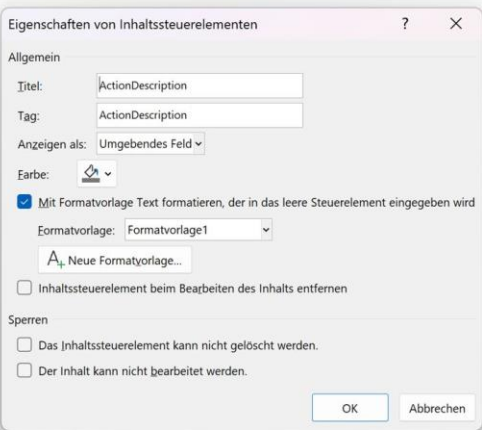 Eigenschaften von Inhaltssteuerelementen ?
Allgemein
Titel: ActionDescription
Tag: ActionDescription
Anzeigen als: Umgebendes Feld
Farbe:
Mit Formatvorlage Text formatieren, der in das leere Steuerelement eingegeben wird
Formatvorlage: Formatvorlage1
A+ Neue Formatvorlage...
Inhaltssteuerelement beim Bearbeiten des Inhalts entfernen
Sperren
Das Inhaltssteuerelement kann nicht gelöscht werden.
Der Inhalt kann nicht bearbeitet werden.
OK Abbrechen